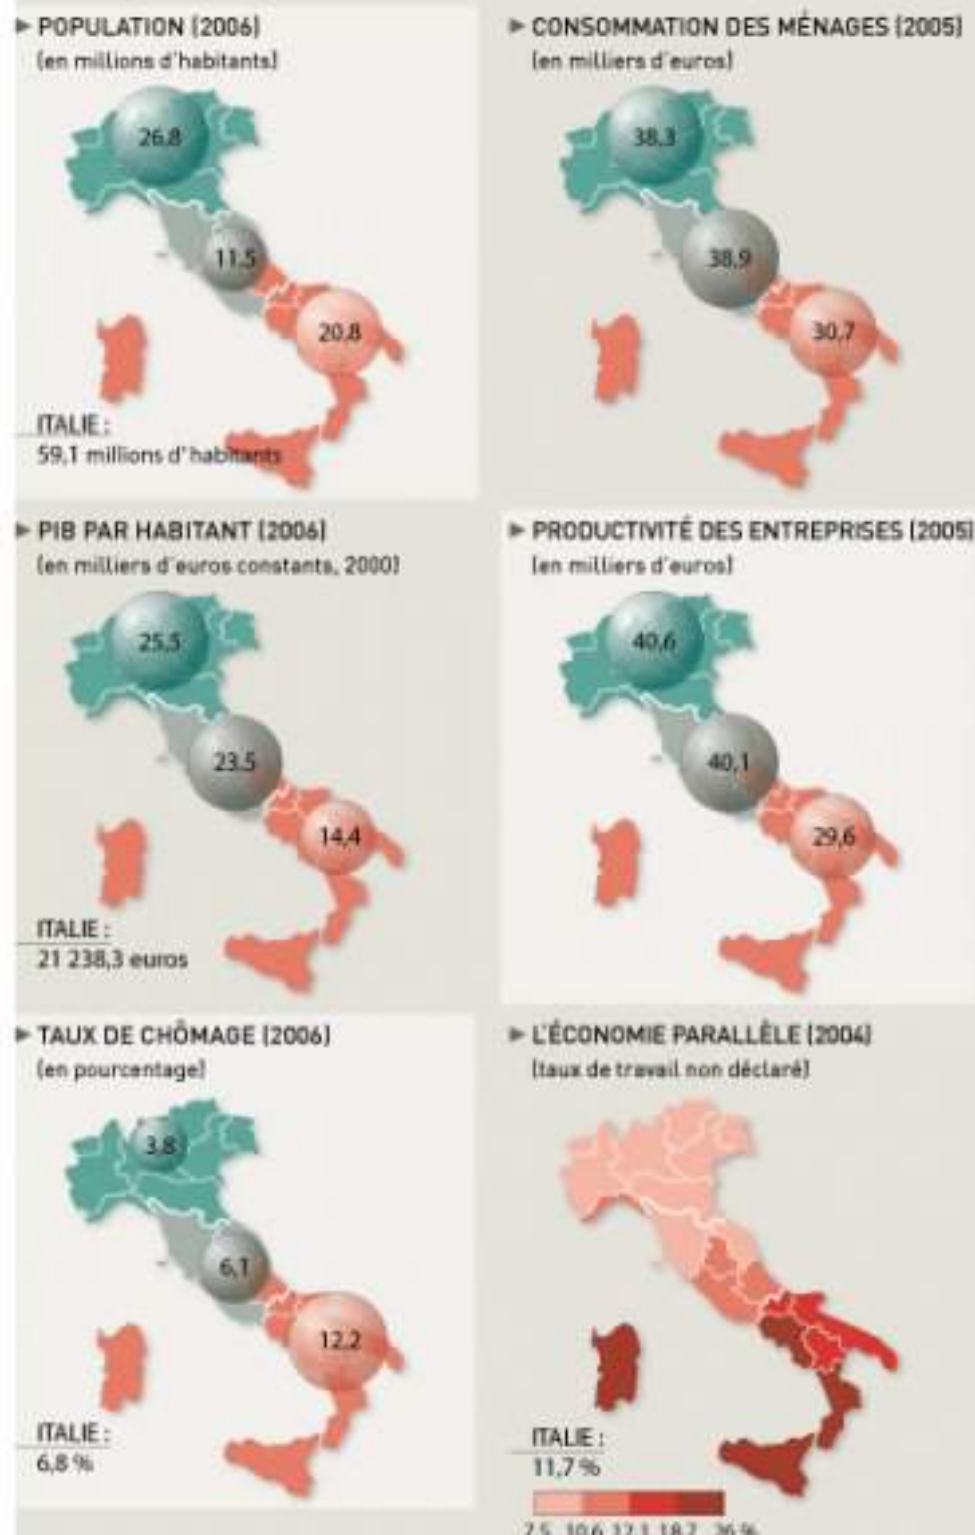 ► POPULATION (2006)
(en millions d'habitants)
26,8
11,5
20,8
ITALIE :
59,1 millions d'habitants
► CONSOMMATION DES MÉNAGES (2005)
(en milliers d'euros)
38,3
38,9
30,7
► PIB PAR HABITANT (2006)
(en milliers d'euros constants, 2000)
25,5
23,5
14,4
ITALIE :
21 238,3 euros
► PRODUCTIVITÉ DES ENTREPRISES (2005)
(en milliers d'euros)
40,6
40,1
29,6
► TAUX DE CHÔMAGE (2006)
(en pourcentage)
3,8
6,1
12,2
ITALIE :
6,8 %
► L'ÉCONOMIE PARALLÈLE (2004)
(taux de travail non déclaré)
ITALIE :
11,7 %
7,5 10,6 12,1 18,7 26 %